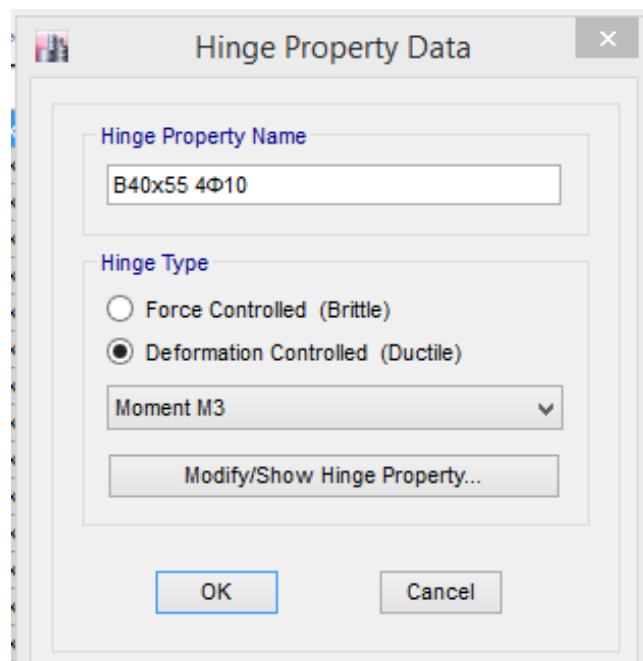 Hinge Property Data
Hinge Property Name
B40x55 4Φ10
Hinge Type
Force Controlled (Brittle)
Deformation Controlled (Ductile)
Moment M3
Modify/Show Hinge Property...
OK
Cancel